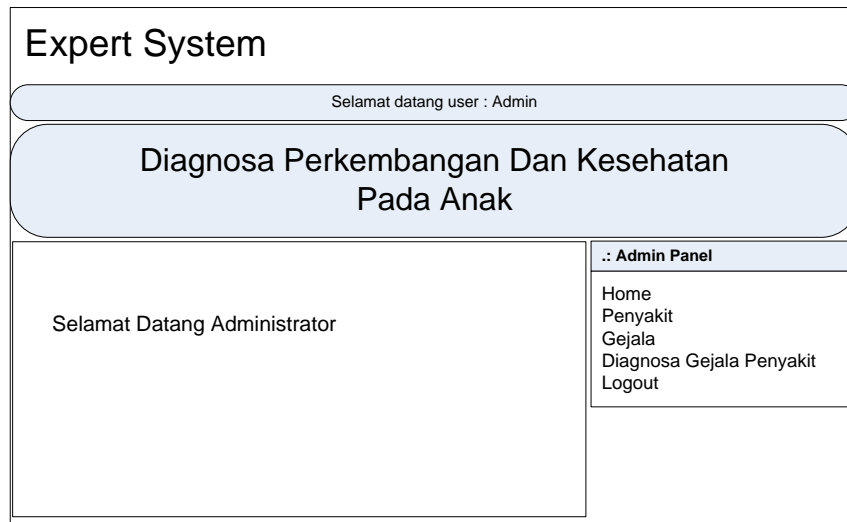 Expert System
Selamat datang user : Admin
Diagnosa Perkembangan Dan Kesehatan
Pada Anak
Selamat Datang Administrator
.: Admin Panel
Home
Penyakit
Gejala
Diagnosa Gejala Penyakit
Logout